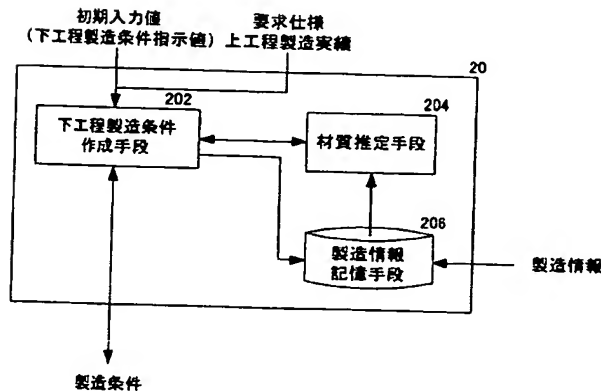 初期入力値
(下工程製造条件指示値)
要求仕様
上工程製造実績
20
202
下工程製造条件
作成手段
204
材質推定手段
206
製造情報
記憶手段
製造情報
製造条件